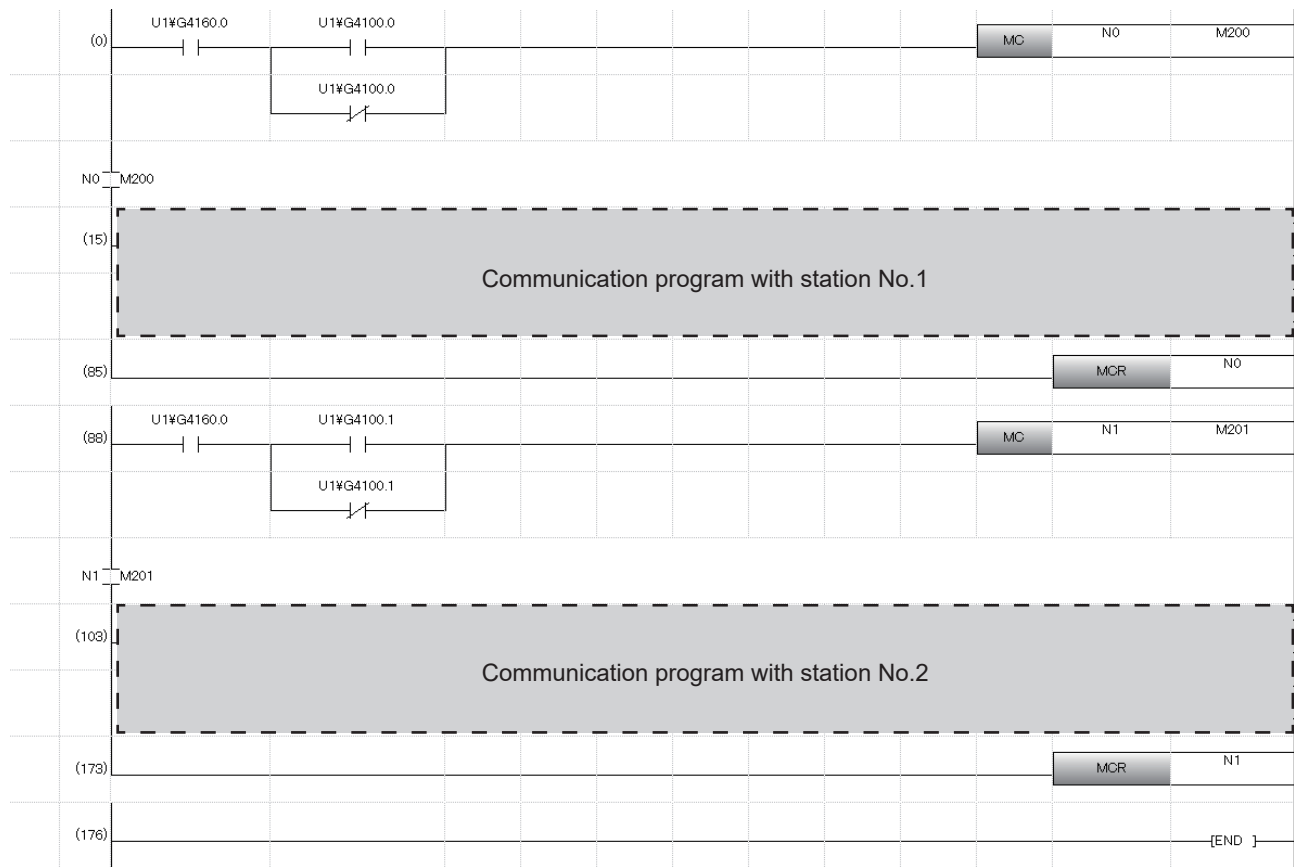 U1¥G4160.0 U1¥G4100.0
(0) MC N0 M200
U1¥G4100.0
N0 M200
(15)
Communication program with station No.1
(85) MCR N0
U1¥G4160.0 U1¥G4100.1
(88) MC N1 M201
U1¥G4100.1
N1 M201
(103)
Communication program with station No.2
(173) MCR N1
(176) [END ]